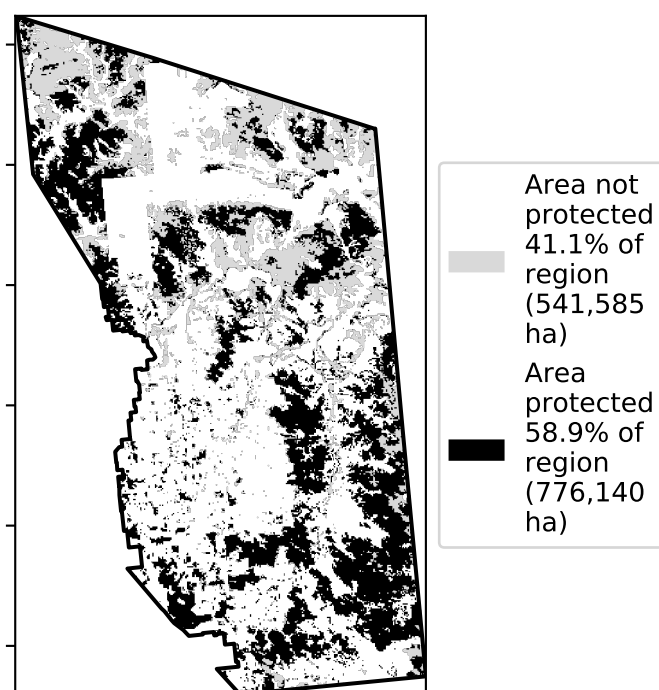 Area not
protected
41.1% of
region
(541,585
ha)
Area
protected
58.9% of
region
(776,140
ha)